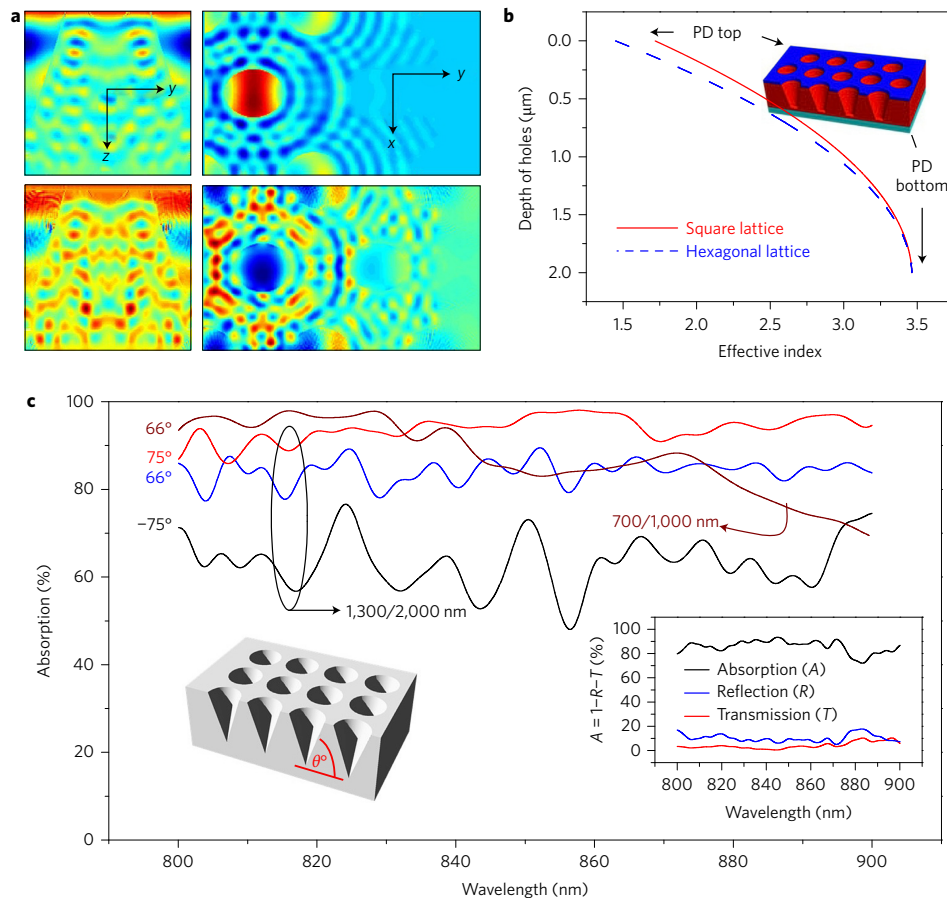 a
y
z
y
x
b
PD top
0.0
0.5
1.0
1.5
2.0
Depth of holes (μm)
PD
bottom
Square lattice
Hexagonal lattice
1.5
2.0
2.5
3.0
3.5
Effective index
c
100
80
60
40
20
0
Absorption (%)
66°
75°
66°
−75°
700/1,000 nm
1,300/2,000 nm
θ°
100
80
60
40
20
0
A = 1−R−T (%)
Absorption (A)
Reflection (R)
Transmission (T)
800
820
840
860
880
900
Wavelength (nm)
800
820
840
860
880
900
Wavelength (nm)